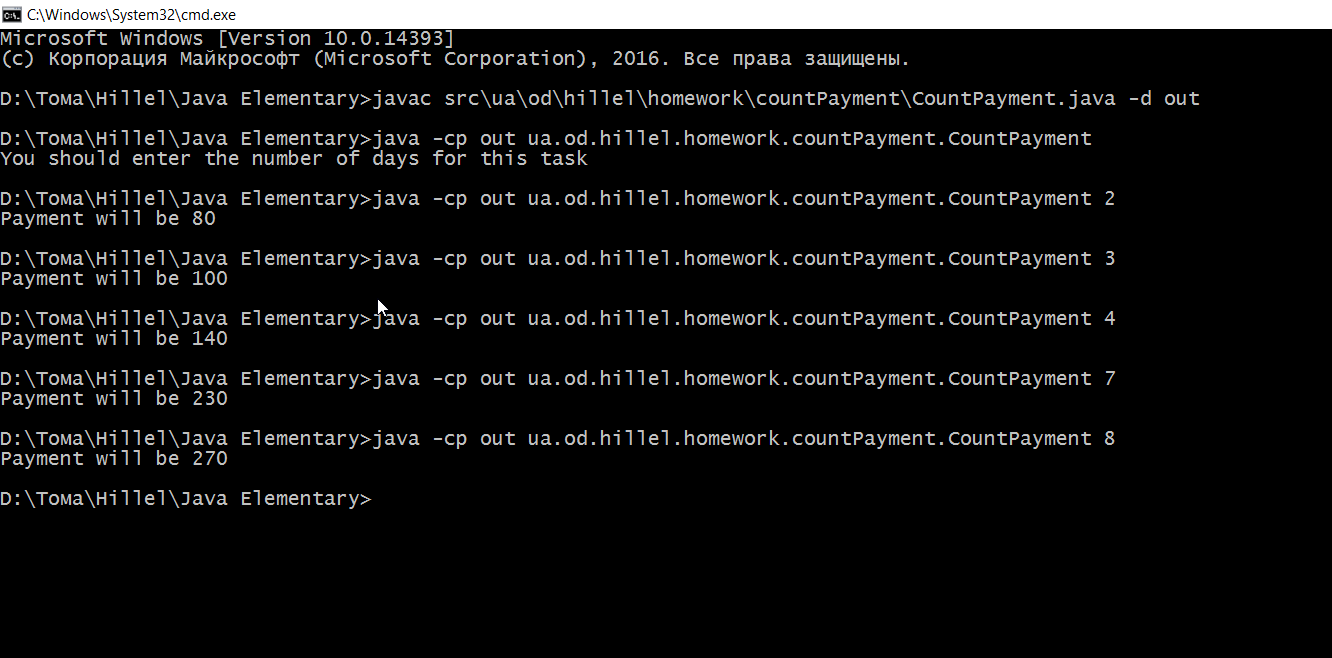 C:\Windows\System32\cmd.exe
Microsoft Windows [Version 10.0.14393]
(c) Корпорация Майкрософт (Microsoft Corporation), 2016. Все права защищены.
D:\Тома\Hillel\Java Elementary>javac src\ua\od\hillel\homework\countPayment\CountPayment.java -d out
D:\Тома\Hillel\Java Elementary>java -cp out ua.od.hillel.homework.countPayment.CountPayment
You should enter the number of days for this task
D:\Тома\Hillel\Java Elementary>java -cp out ua.od.hillel.homework.countPayment.CountPayment 2
Payment will be 80
D:\Тома\Hillel\Java Elementary>java -cp out ua.od.hillel.homework.countPayment.CountPayment 3
Payment will be 100
D:\Тома\Hillel\Java Elementary>java -cp out ua.od.hillel.homework.countPayment.CountPayment 4
Payment will be 140
D:\Тома\Hillel\Java Elementary>java -cp out ua.od.hillel.homework.countPayment.CountPayment 7
Payment will be 230
D:\Тома\Hillel\Java Elementary>java -cp out ua.od.hillel.homework.countPayment.CountPayment 8
Payment will be 270
D:\Тома\Hillel\Java Elementary>